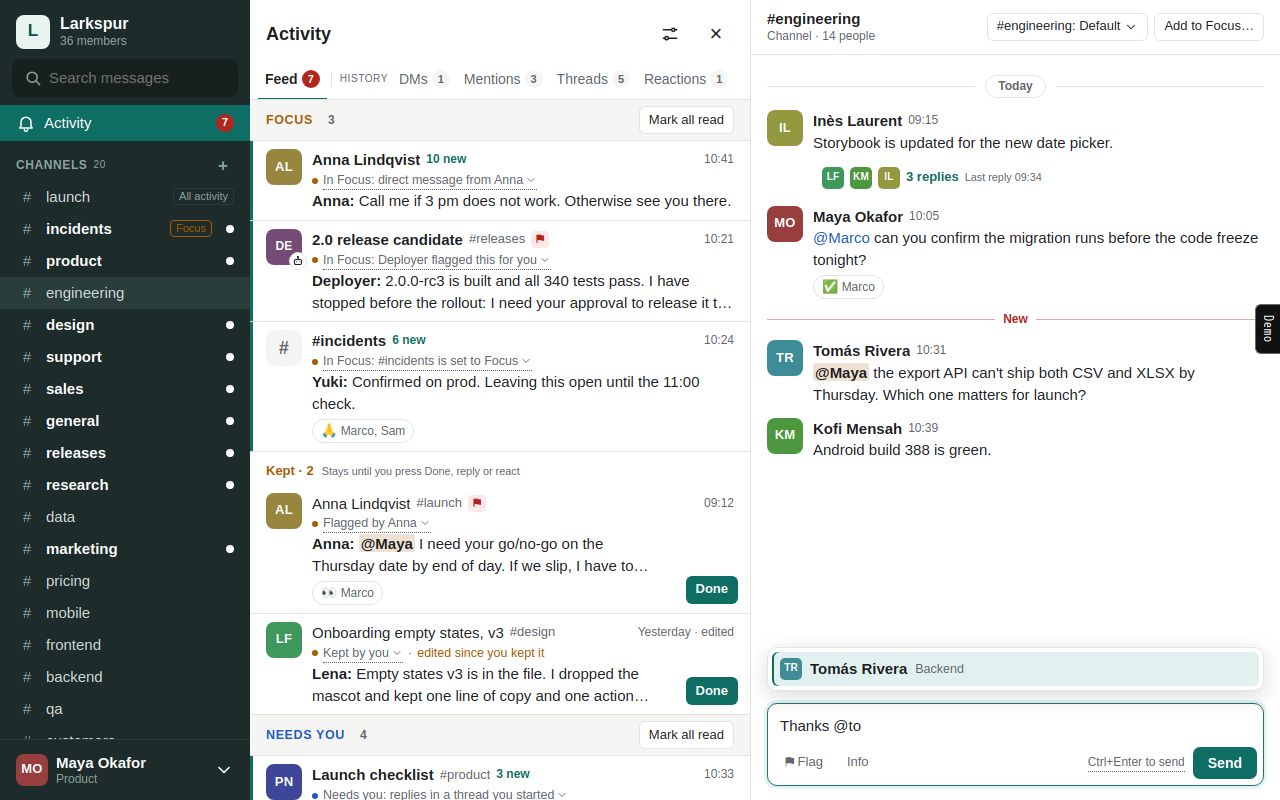 L
Larkspur
36 members
Search messages
Activity 7
CHANNELS 20 +
# launch All activity
# incidents Focus
# product
# engineering
# design
# support
# sales
# general
# releases
# research
# data
# marketing
# pricing
# mobile
# frontend
# backend
# qa
MO
Maya Okafor
Product
Activity
Feed 7 HISTORY DMs 1 Mentions 3 Threads 5 Reactions 1
FOCUS 3 Mark all read
AL
Anna Lindqvist 10 new 10:41
In Focus: direct message from Anna
Anna: Call me if 3 pm does not work. Otherwise see you there.
DE
2.0 release candidate #releases 10:21
In Focus: Deployer flagged this for you
Deployer: 2.0.0-rc3 is built and all 340 tests pass. I have
stopped before the rollout: I need your approval to release it t…
#
#incidents 6 new 10:24
In Focus: #incidents is set to Focus
Yuki: Confirmed on prod. Leaving this open until the 11:00
check.
🙏 Marco, Sam
Kept · 2 Stays until you press Done, reply or react
AL
Anna Lindqvist #launch 09:12
Flagged by Anna
Anna: @Maya I need your go/no-go on the
Thursday date by end of day. If we slip, I have to…
👀 Marco
Done
LF
Onboarding empty states, v3 #design Yesterday · edited
Kept by you · edited since you kept it
Lena: Empty states v3 is in the file. I dropped the
mascot and kept one line of copy and one action…
Done
NEEDS YOU 4 Mark all read
PN
Launch checklist #product 3 new 10:33
Needs you: replies in a thread you started
#engineering
Channel · 14 people
#engineering: Default
Add to Focus…
Today
IL
Inès Laurent 09:15
Storybook is updated for the new date picker.
LF KM IL 3 replies Last reply 09:34
MO
Maya Okafor 10:05
@Marco can you confirm the migration runs before the code freeze
tonight?
✅ Marco
New
TR
Tomás Rivera 10:31
@Maya the export API can't ship both CSV and XLSX by
Thursday. Which one matters for launch?
KM
Kofi Mensah 10:39
Android build 388 is green.
Demo
TR Tomás Rivera Backend
Thanks @to
Flag Info Ctrl+Enter to send Send